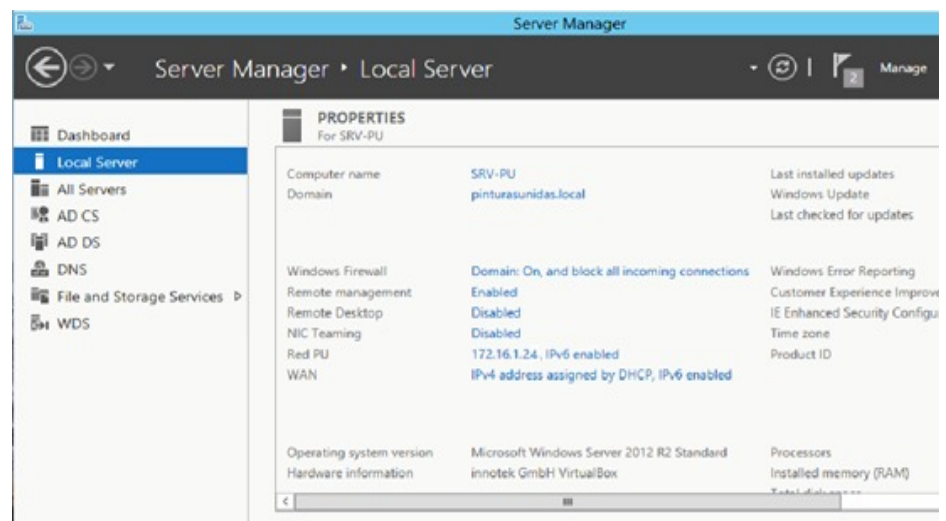 Server Manager
Server Manager ‣ Local Server
2
Manage
Dashboard
Local Server
All Servers
AD CS
AD DS
DNS
File and Storage Services
WDS
PROPERTIES
For SRV-PU
Computer name SRV-PU Last installed updates
Domain pinturasunidas.local Windows Update
Last checked for updates
Windows Firewall Domain: On, and block all incoming connections Windows Error Reporting
Remote management Enabled Customer Experience Improve
Remote Desktop Disabled IE Enhanced Security Configu
NIC Teaming Disabled Time zone
Red PU 172.16.1.24, IPv6 enabled Product ID
WAN IPv4 address assigned by DHCP, IPv6 enabled
Operating system version Microsoft Windows Server 2012 R2 Standard Processors
Hardware information innotek GmbH VirtualBox Installed memory (RAM)